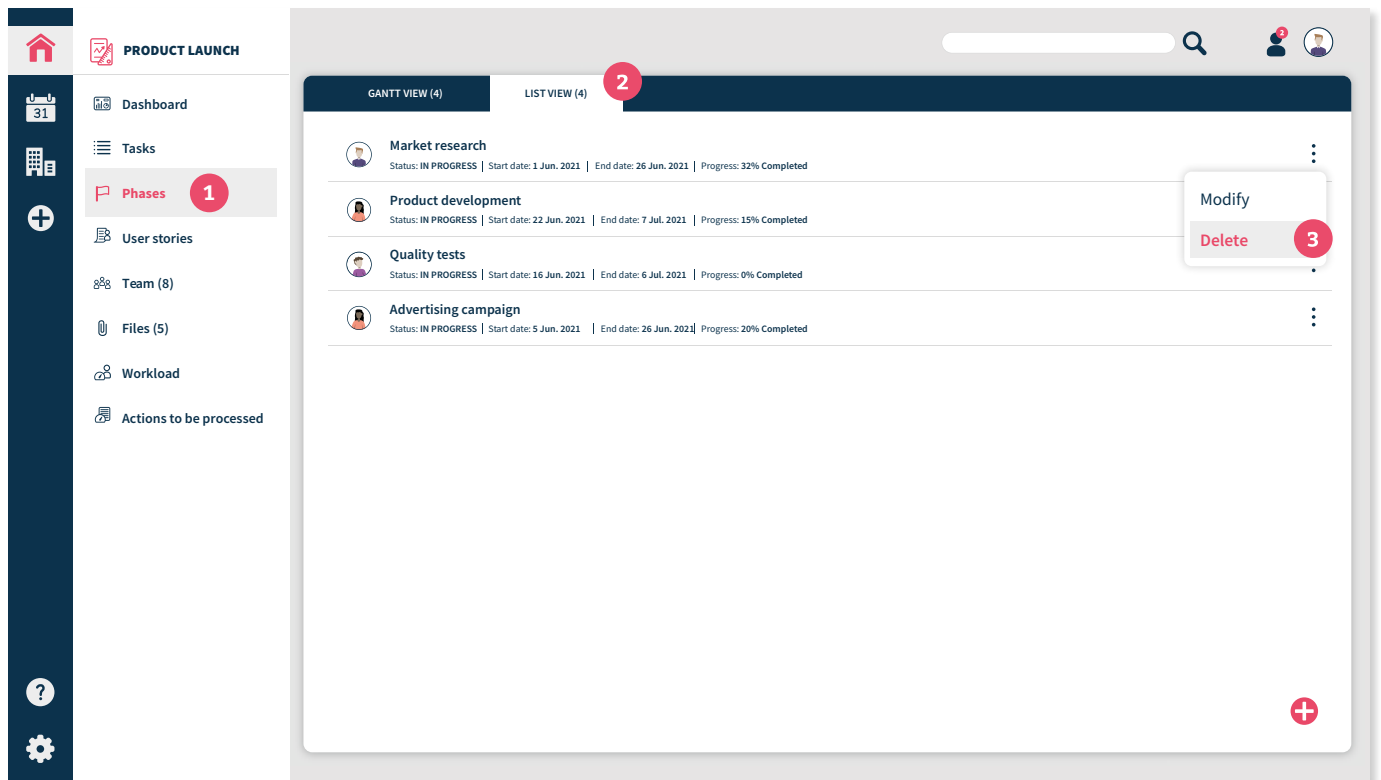 PRODUCT LAUNCH
31
Dashboard
Tasks
Phases 1
User stories
Team (8)
Files (5)
Workload
Actions to be processed
?
2
GANTT VIEW (4) LIST VIEW (4) 2
Market research
Status: IN PROGRESS | Start date: 1 Jun. 2021 | End date: 26 Jun. 2021 | Progress: 32% Completed
Product development
Status: IN PROGRESS | Start date: 22 Jun. 2021 | End date: 7 Jul. 2021 | Progress: 15% Completed
Quality tests
Status: IN PROGRESS | Start date: 16 Jun. 2021 | End date: 6 Jul. 2021 | Progress: 0% Completed
Advertising campaign
Status: IN PROGRESS | Start date: 5 Jun. 2021 | End date: 26 Jun. 2021 | Progress: 20% Completed
Modify
Delete 3